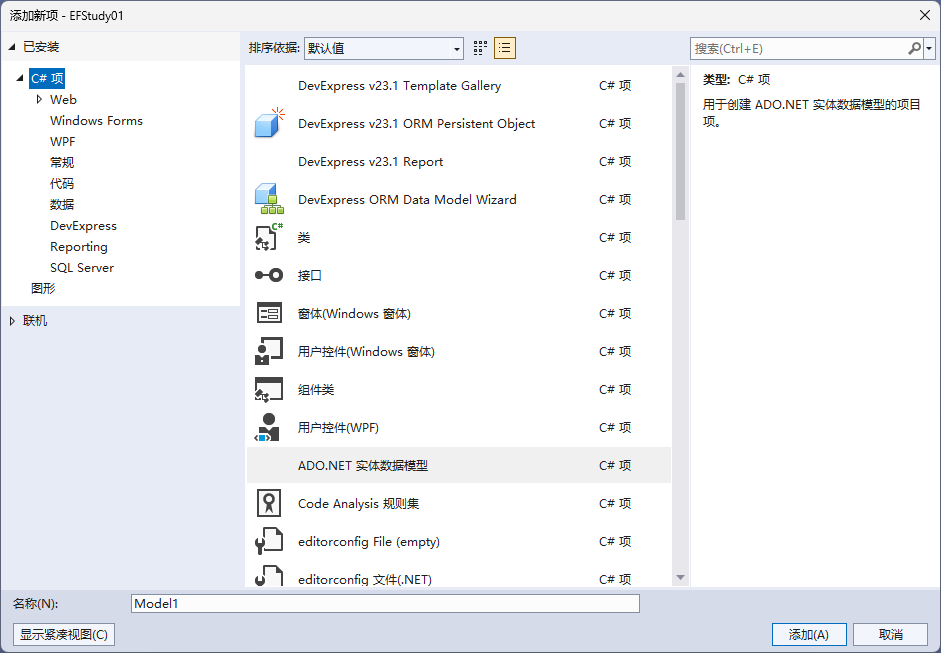 添加新项 - EFStudy01
已安装
C# 项
Web
Windows Forms
WPF
常规
代码
数据
DevExpress
Reporting
SQL Server
图形
联机
排序依据: 默认值
DevExpress v23.1 Template Gallery C# 项
DevExpress v23.1 ORM Persistent Object C# 项
DevExpress v23.1 Report C# 项
DevExpress ORM Data Model Wizard C# 项
C#
类 C# 项
接口 C# 项
窗体(Windows 窗体) C# 项
用户控件(Windows 窗体) C# 项
组件类 C# 项
用户控件(WPF) C# 项
ADO.NET 实体数据模型 C# 项
Code Analysis 规则集 C# 项
editorconfig File (empty) C# 项
editorconfig 文件(.NET) C# 项
搜索(Ctrl+E)
类型: C# 项
用于创建 ADO.NET 实体数据模型的项目
项。
名称(N): Model1
显示紧凑视图(C)
添加(A) 取消